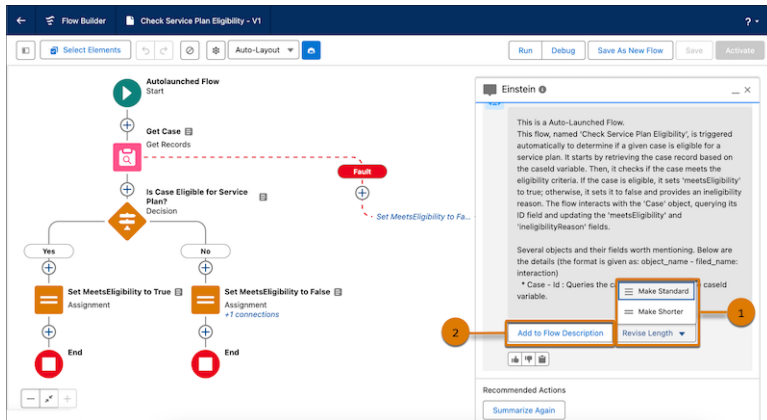 Flow Builder
Check Service Plan Eligibility - V1
?
Select Elements
Auto-Layout
Run
Debug
Save As New Flow
Save
Activate
Autolaunched Flow
Start
Get Case
Get Records
Fault
Set MeetsEligibility to Fa...
Is Case Eligible for Service
Plan?
Decision
Yes
No
Set MeetsEligibility to True
Assignment
Set MeetsEligibility to False
Assignment
+1 connections
End
End
Einstein
This is a Auto-Launched Flow.
This flow, named 'Check Service Plan Eligibility', is triggered
automatically to determine if a given case is eligible for a
service plan. It starts by retrieving the case record based on
the caseId variable. Then, it checks if the case meets the
eligibility criteria. If the case is eligible, it sets 'meetsEligibility'
to true; otherwise, it sets it to false and provides an ineligibility
reason. The flow interacts with the 'Case' object, querying its
ID field and updating the 'meetsEligibility' and
'ineligibilityReason' fields.
Several objects and their fields worth mentioning. Below are
the details (the format is given as: object_name - filed_name:
interaction)
* Case - Id : Queries the caseId
variable.
Make Standard
Make Shorter
1
2
Add to Flow Description
Revise Length
Recommended Actions
Summarize Again